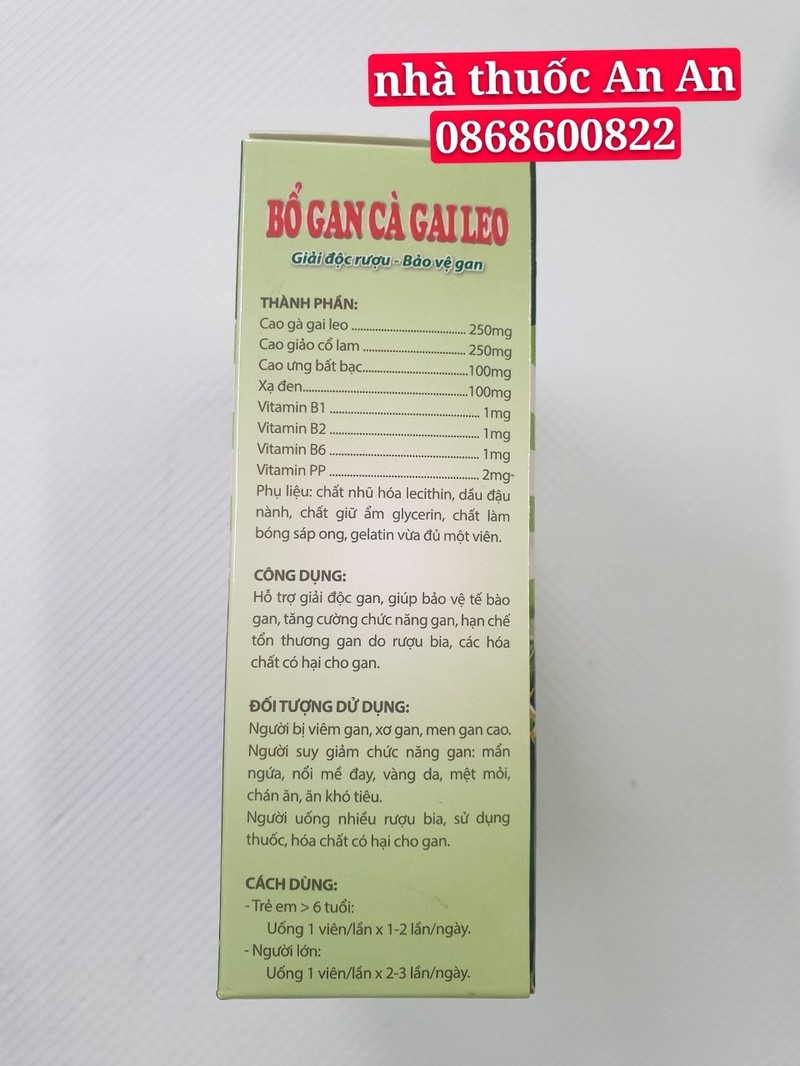 nhà thuốc An An
0868600822
BỔ GAN CÀ GAI LEO
Giải độc rượu - Bảo vệ gan
THÀNH PHẦN:
Cao gà gai leo ........................................ 250mg
Cao giảo cổ lam .................................... 250mg
Cao ưng bất bạc.....................................100mg
Xạ đen..........................................................100mg
Vitamin B1 .................................................... 1mg
Vitamin B2 .................................................... 1mg
Vitamin B6 .................................................... 1mg
Vitamin PP .................................................... 2mg-
Phụ liệu: chất nhũ hóa lecithin, dầu đậu
nành, chất giữ ẩm glycerin, chất làm
bóng sáp ong, gelatin vừa đủ một viên.
CÔNG DỤNG:
Hỗ trợ giải độc gan, giúp bảo vệ tế bào
gan, tăng cường chức năng gan, hạn chế
tổn thương gan do rượu bia, các hóa
chất có hại cho gan.
ĐỐI TƯỢNG DỬ DỤNG:
Người bị viêm gan, xơ gan, men gan cao.
Người suy giảm chức năng gan: mẩn
ngứa, nổi mề đay, vàng da, mệt mỏi,
chán ăn, ăn khó tiêu.
Người uống nhiều rượu bia, sử dụng
thuốc, hóa chất có hại cho gan.
CÁCH DÙNG:
- Trẻ em > 6 tuổi:
Uống 1 viên/lần x 1-2 lần/ngày.
- Người lớn:
Uống 1 viên/lần x 2-3 lần/ngày.